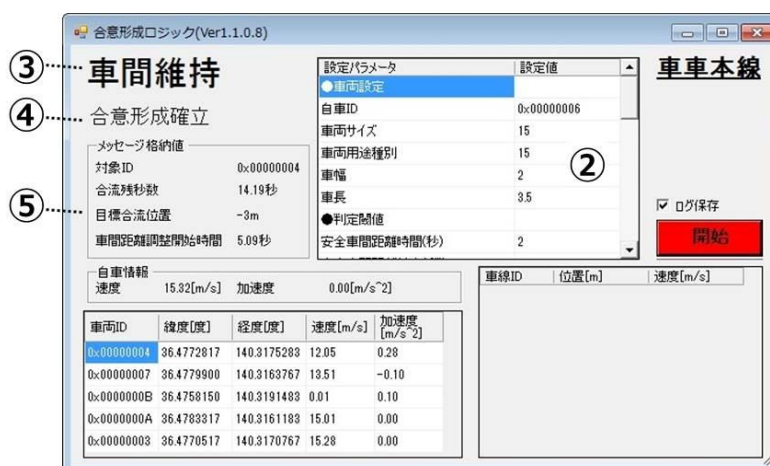 合意形成ロジック(Ver1.1.0.8)
③
車間維持
車車本線
④
合意形成確立
設定パラメータ 設定値
●車両設定
自車ID 0x00000006
車両サイズ 15
車両用途種別 15
②
車幅 2
車長 3.5
●判定閾値
安全車間距離時間(秒) 2
⑤
メッセージ格納値
対象ID 0x00000004
合流残秒数 14.19秒
目標合流位置 -3m
車間距離調整開始時間 5.09秒
ログ保存
開始
自車情報
速度 15.32[m/s] 加速度 0.00[m/s^2]
車両ID 緯度[度] 経度[度] 速度[m/s] 加速度
[m/s^2]
0x00000004 36.4772817 140.3175283 12.05 0.28
0x00000007 36.4779900 140.3163767 13.51 -0.10
0x0000000B 36.4758150 140.3191483 0.01 0.10
0x0000000A 36.4783317 140.3161183 15.01 0.00
0x00000003 36.4770517 140.3170767 15.28 0.00
車線ID 位置[m] 速度[m/s]